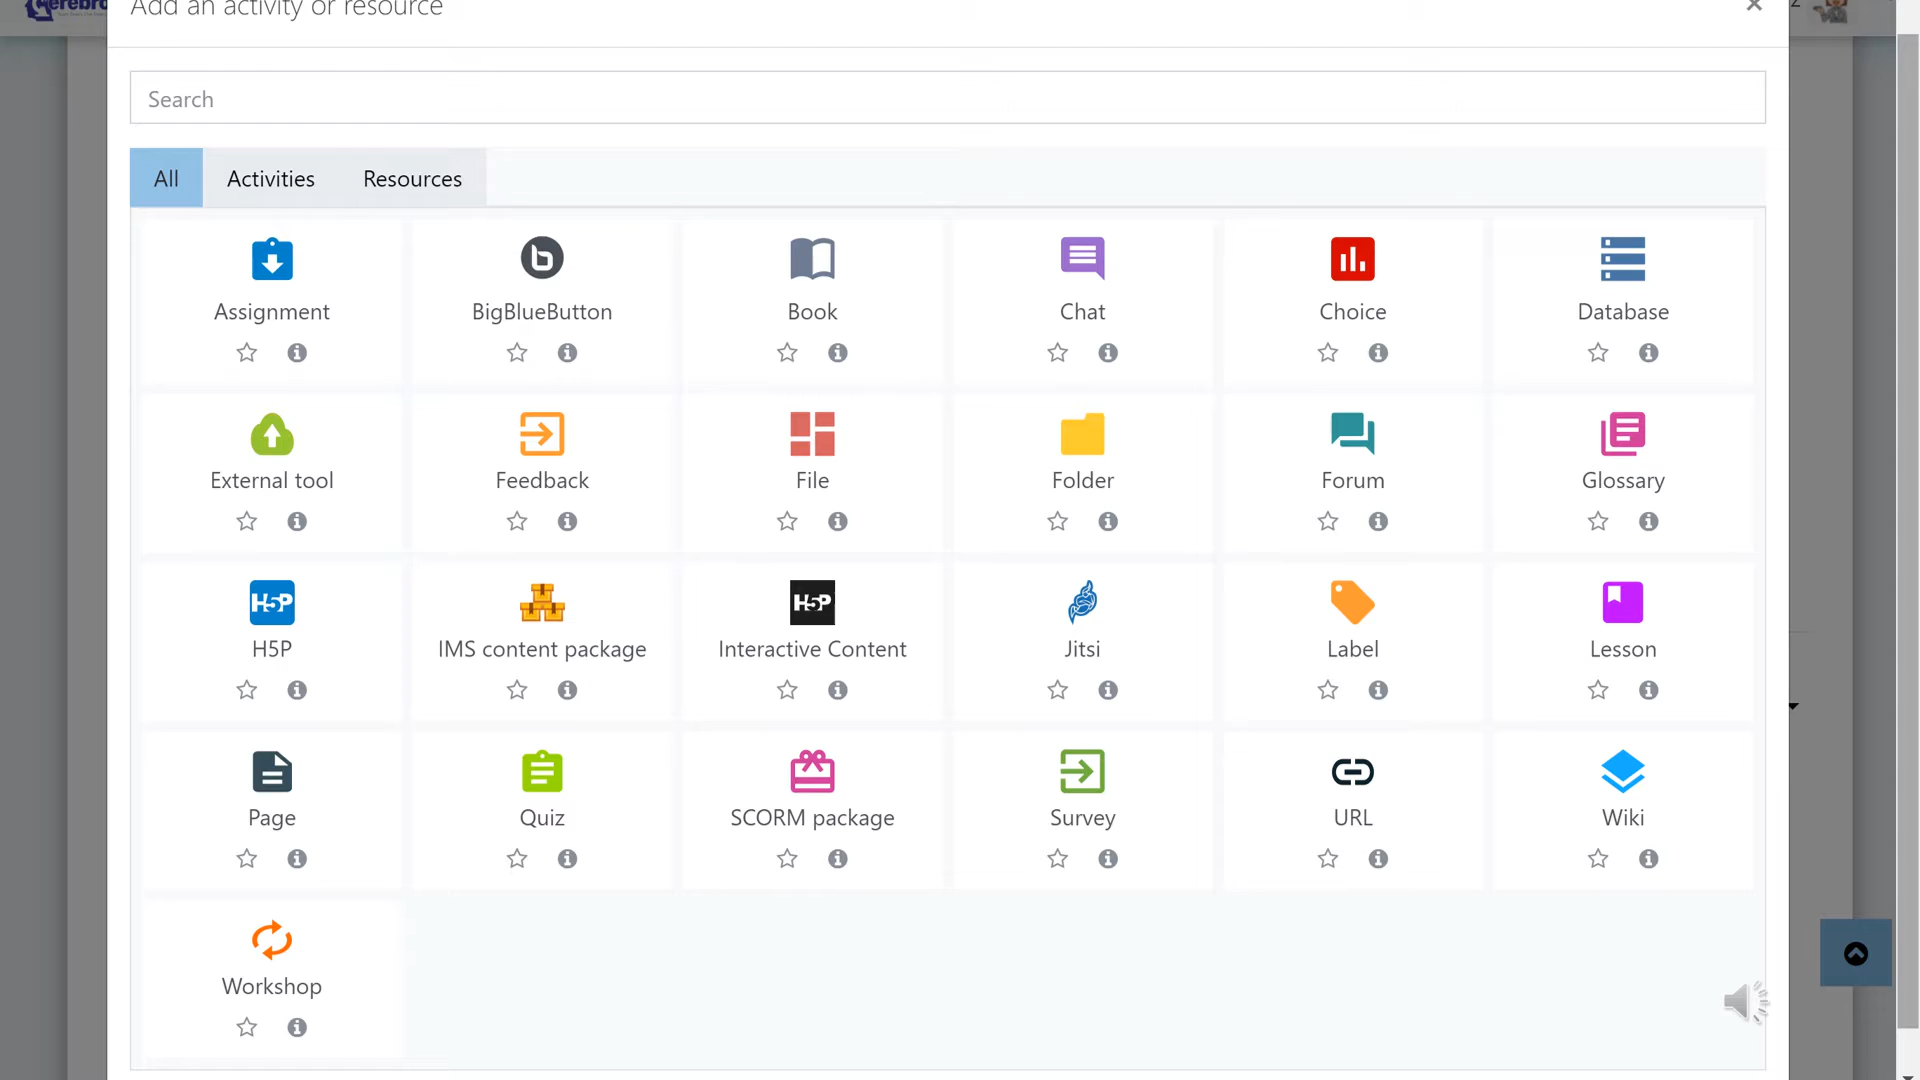 Cerebro
Add an activity or resource
Search
All Activities Resources
Assignment BigBlueButton Book Chat Choice Database
External tool Feedback File Folder Forum Glossary
H5P H5P
H5P IMS content package Interactive Content Jitsi Label Lesson
Page Quiz SCORM package Survey URL Wiki
Workshop